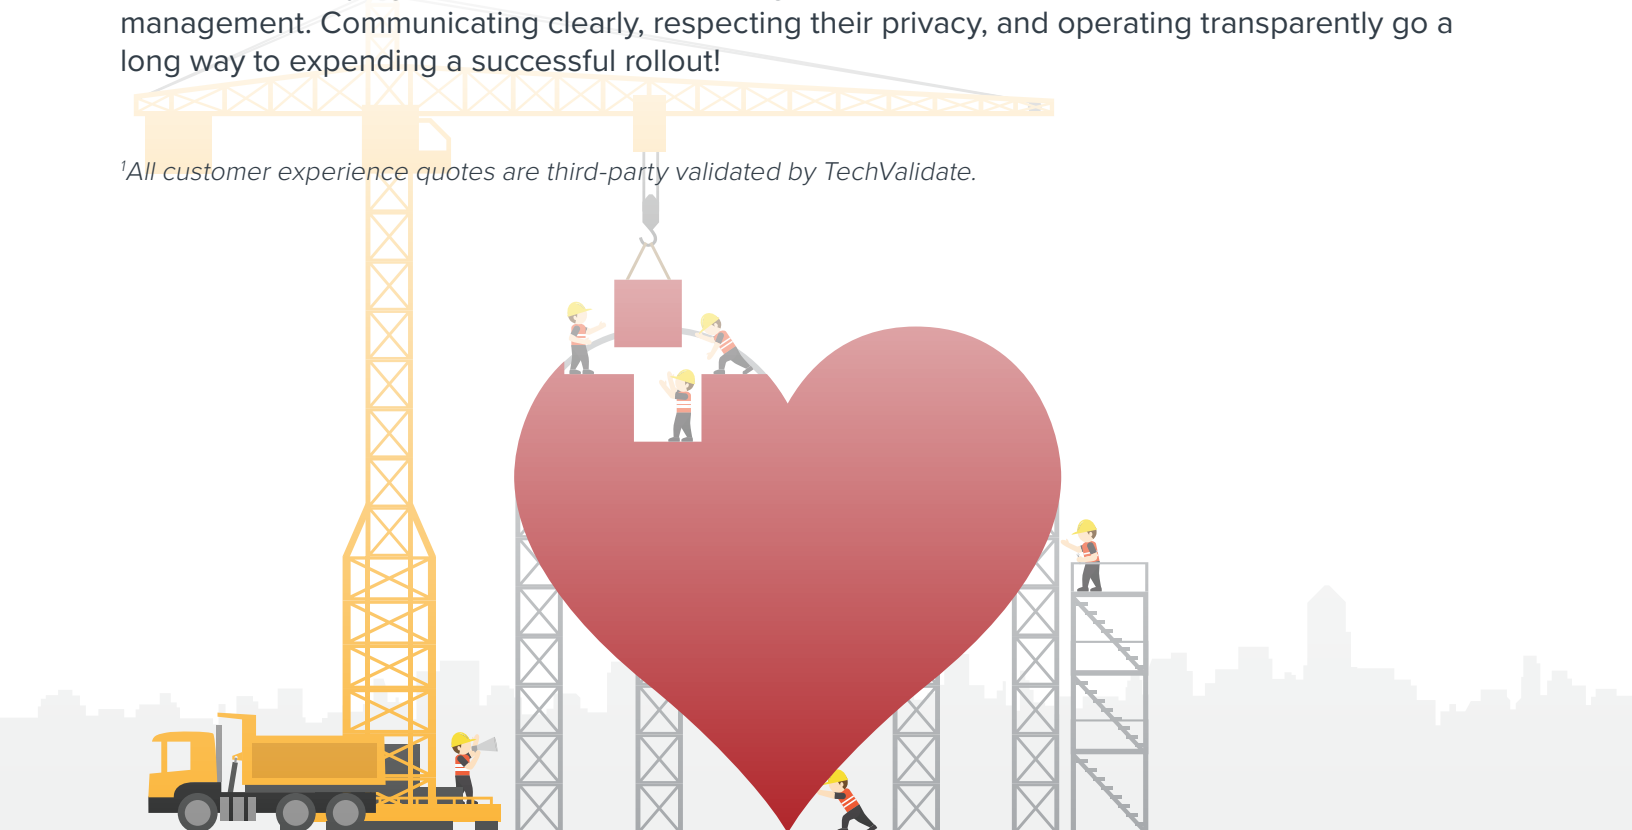 management. Communicating clearly, respecting their privacy, and operating transparently go a
long way to expending a successful rollout!
¹All customer experience quotes are third-party validated by TechValidate.